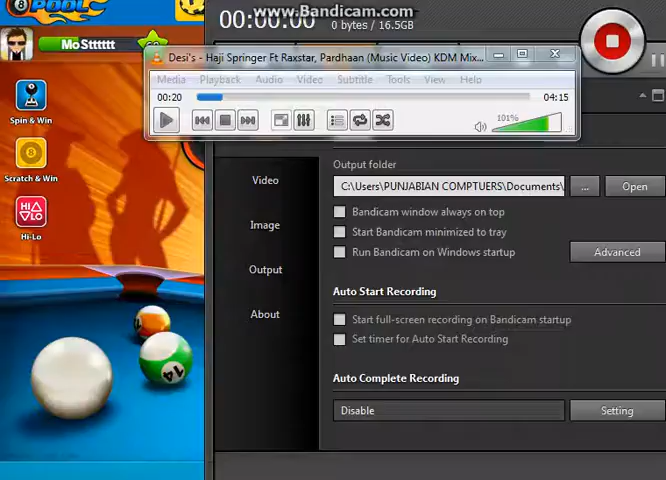 8 POOL
www.Bandicam.com
00:00:00
0 bytes / 16.5GB
Mo Stttttt
Desi's - Haji Springer Ft Raxstar, Pardhaan (Music Video) KDM Mix...
Media Playback Audio Video Subtitle Tools View Help
00:20
04:15
101%
Spin & Win
Scratch & Win
HI LO
Hi-Lo
Video
Image
Output
About
Output folder
C:\Users\PUNJABIAN COMPTUERS\Documents\
...
Open
Bandicam window always on top
Start Bandicam minimized to tray
Run Bandicam on Windows startup
Advanced
Auto Start Recording
Start full-screen recording on Bandicam startup
Set timer for Auto Start Recording
Auto Complete Recording
Disable
Setting
14